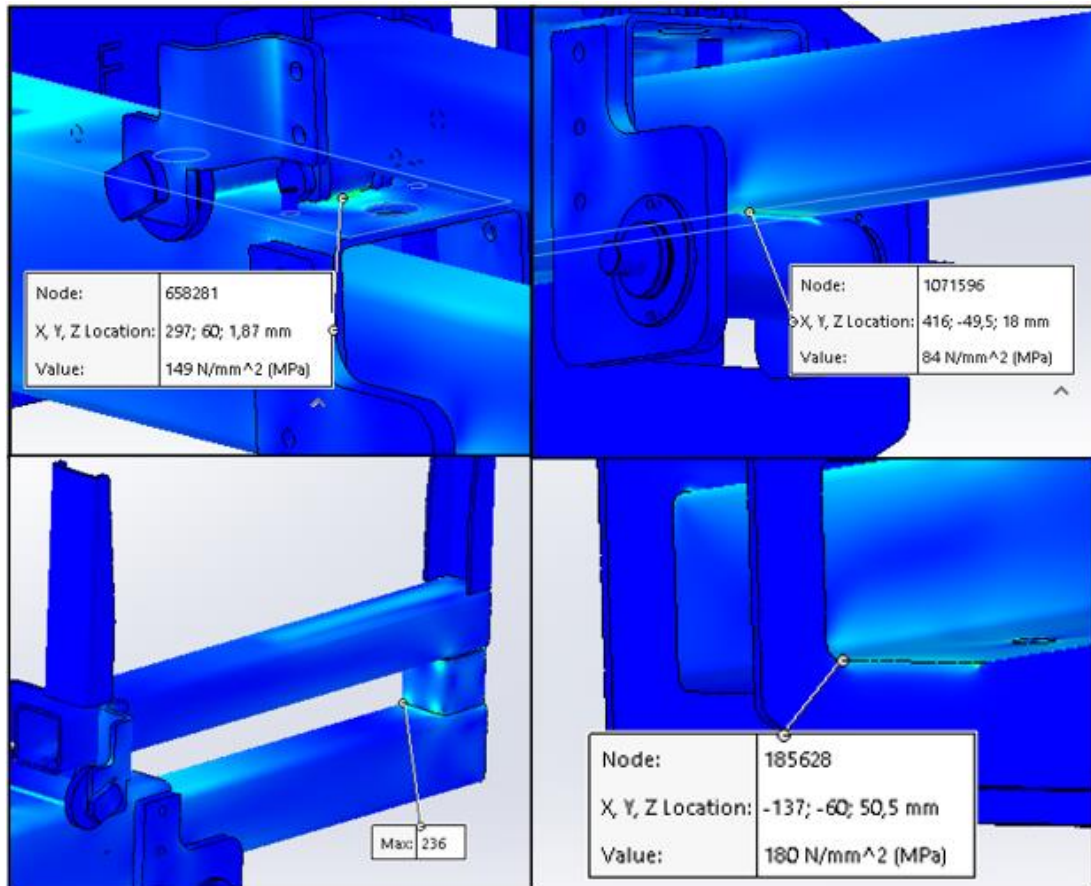 Node: 658281
X, Y, Z Location: 297; 60; 1,87 mm
Value: 149 N/mm^2 (MPa)
Node: 1071596
X, Y, Z Location: 416; -49,5; 18 mm
Value: 84 N/mm^2 (MPa)
Max: 236
Node: 185628
X, Y, Z Location: -137; -60; 50,5 mm
Value: 180 N/mm^2 (MPa)